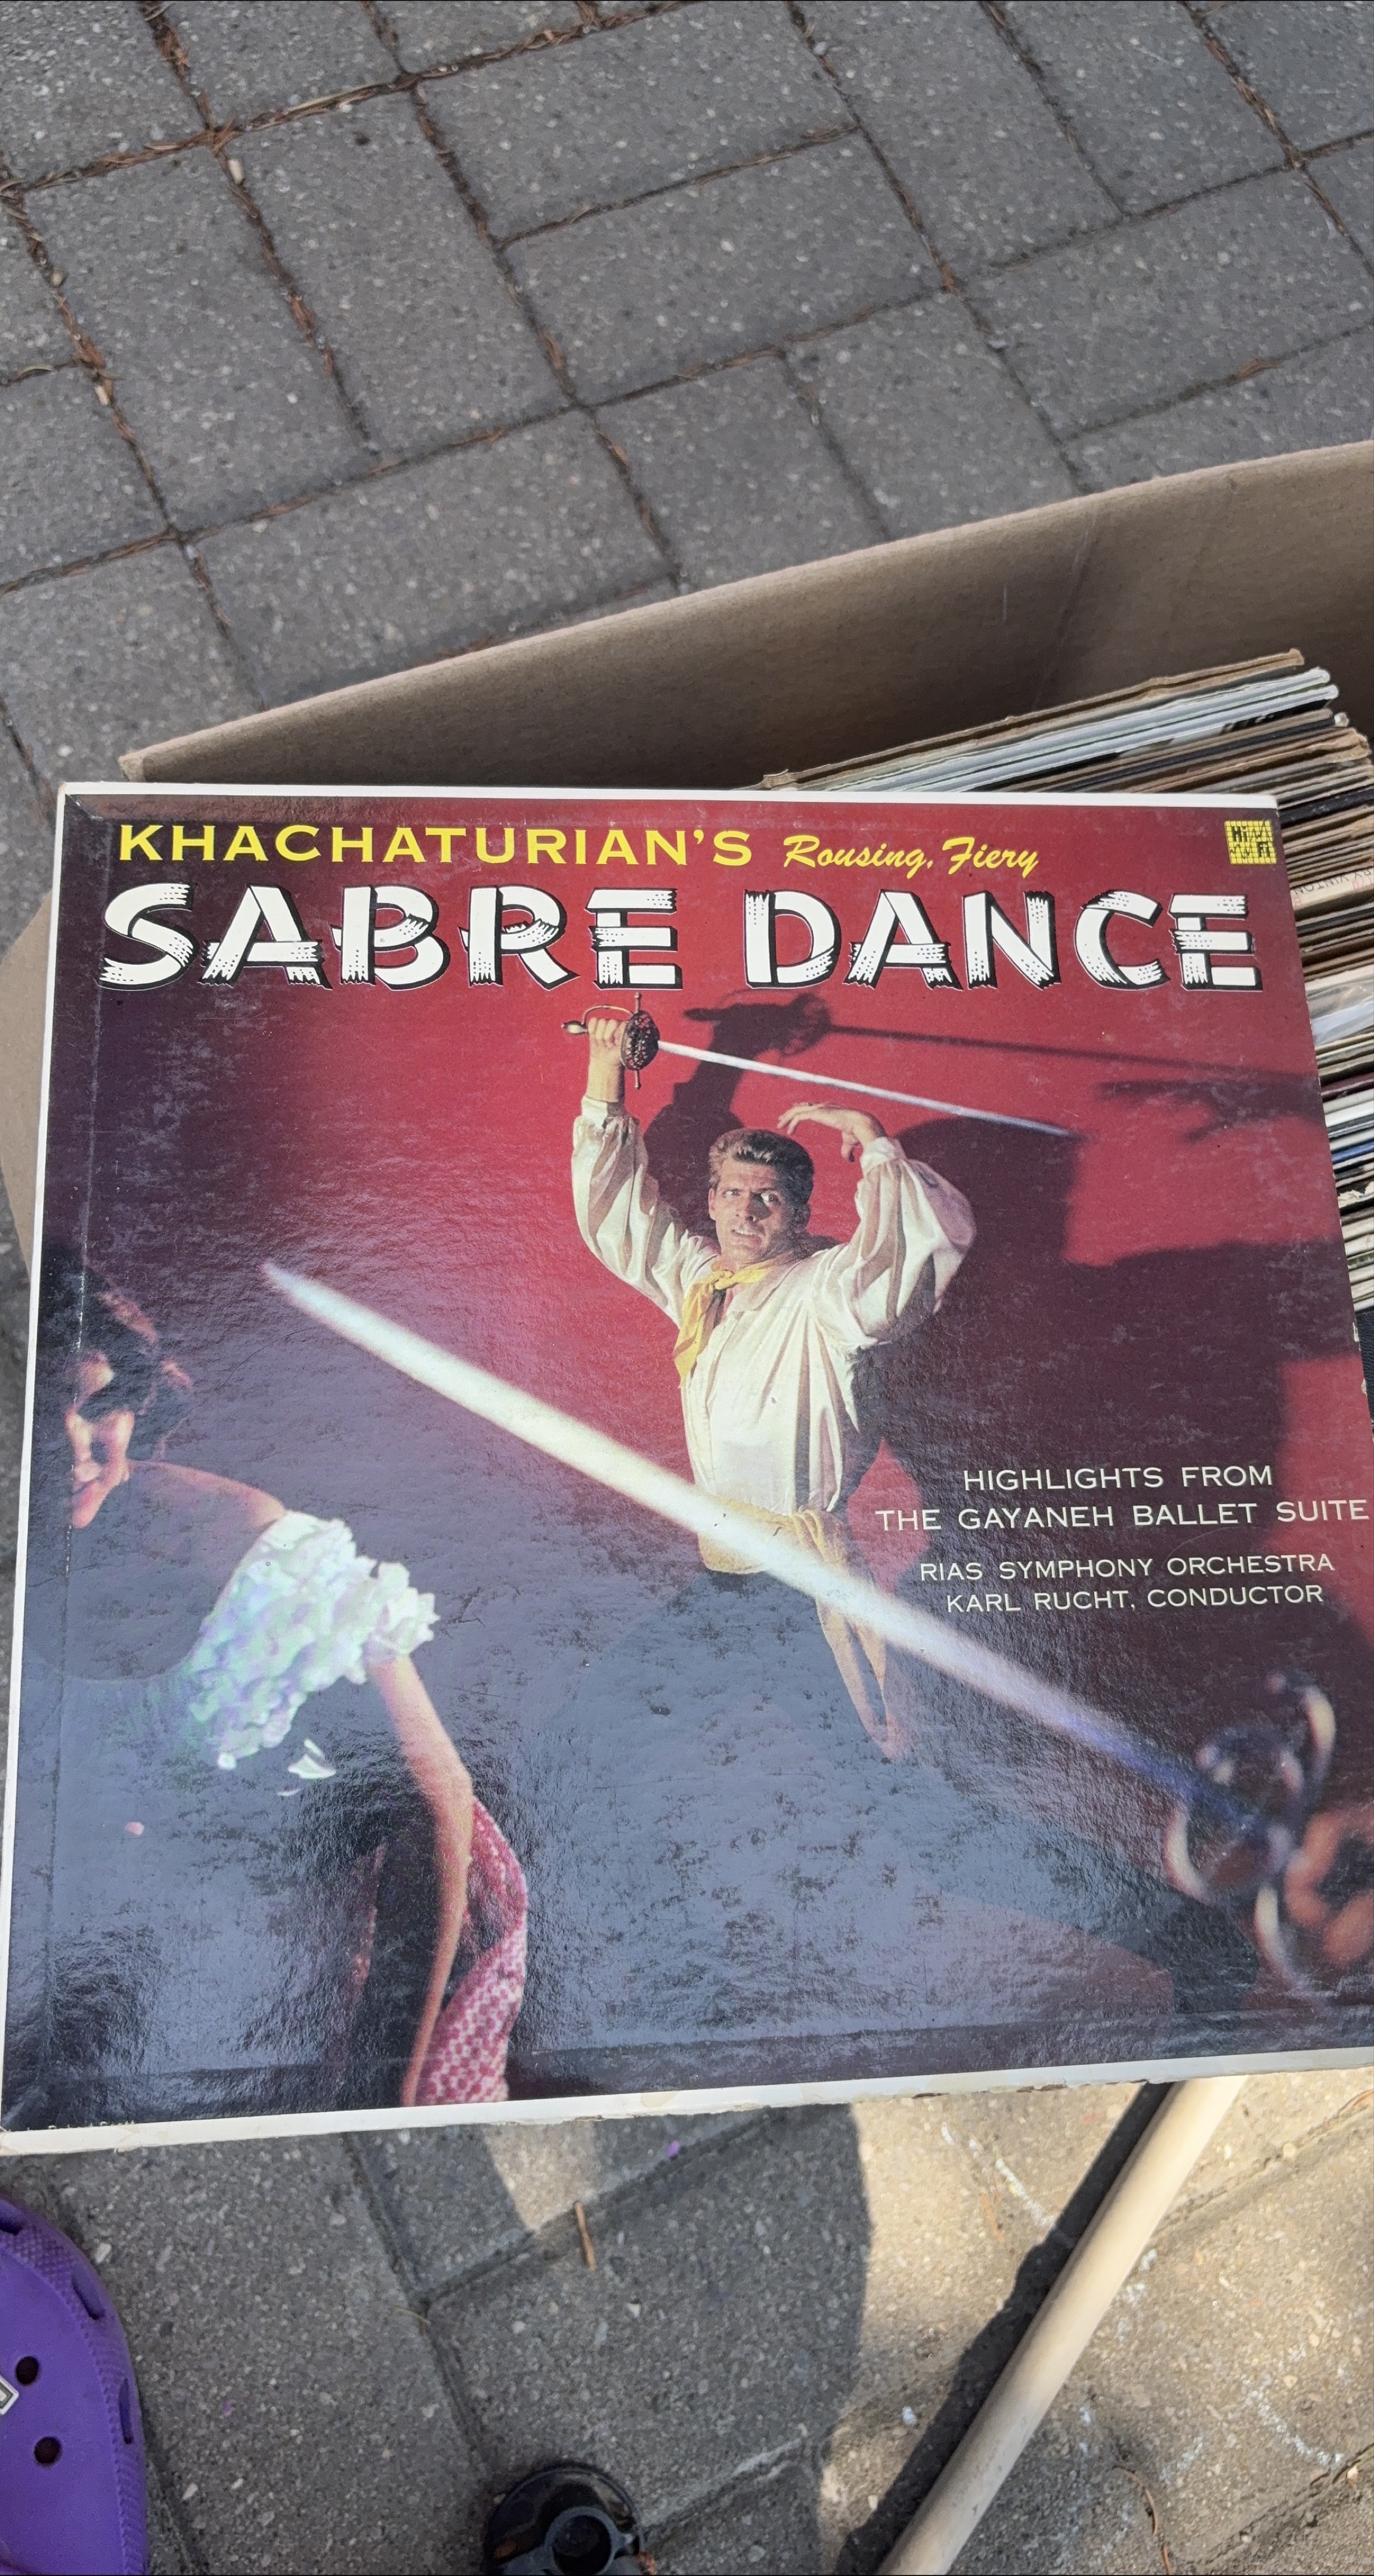 KHACHATURIAN'S Rousing, Fiery
SABRE DANCE
HIGHLIGHTS FROM
THE GAYANEH BALLET SUITE
RIAS SYMPHONY ORCHESTRA
KARL RUCHT, CONDUCTOR